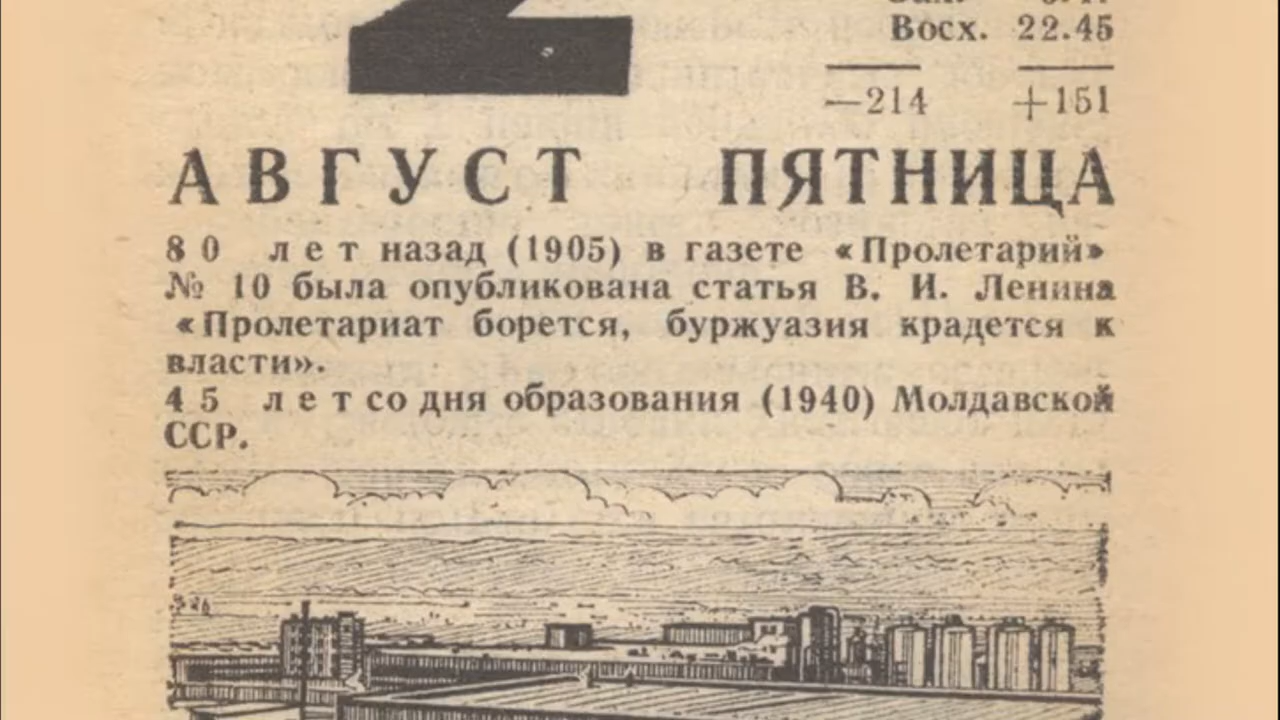 2
Восх. 22.45
—214 +151
АВГУСТ ПЯТНИЦА
80 лет назад (1905) в газете «Пролетарий»
№ 10 была опубликована статья В. И. Ленина
«Пролетариат борется, буржуазия крадется к
власти».
45 лет со дня образования (1940) Молдавской
ССР.